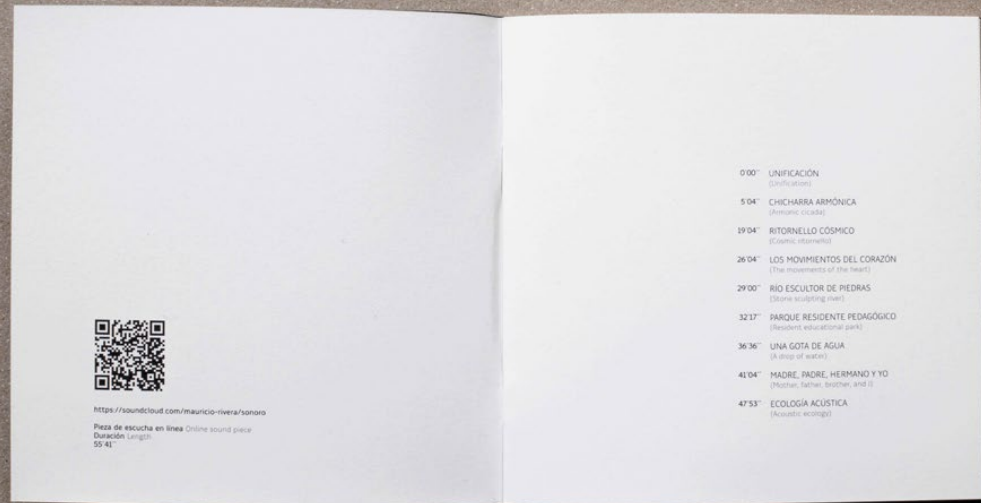 https://soundcloud.com/mauricio-rivera/sonoro
Pieza de escucha en línea Online sound piece
Duración Length
55´41¨
0´00¨ UNIFICACIÓN
(Unification)
5´04¨ CHICHARRA ARMÓNICA
(Armonic cicada)
19´04¨ RITORNELLO CÓSMICO
(Cosmic ritornello)
26´04¨ LOS MOVIMIENTOS DEL CORAZÓN
(The movements of the heart)
29´00¨ RÍO ESCULTOR DE PIEDRAS
(Stone sculpting river)
32´17¨ PARQUE RESIDENTE PEDAGÓGICO
(Resident educational park)
36´36¨ UNA GOTA DE AGUA
(A drop of water)
41´04¨ MADRE, PADRE, HERMANO Y YO
(Mother, father, brother, and I)
47´53¨ ECOLOGÍA ACÚSTICA
(Acoustic ecology)